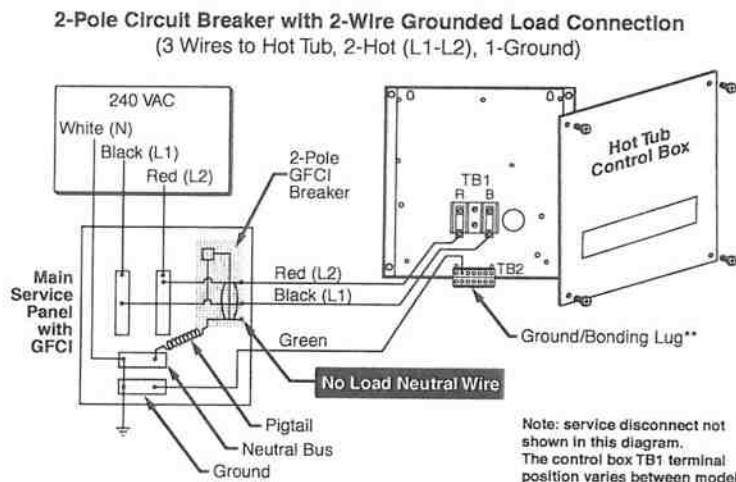 2-Pole Circuit Breaker with 2-Wire Grounded Load Connection
(3 Wires to Hot Tub, 2-Hot (L1-L2), 1-Ground)
240 VAC
White (N)
Black (L1)
Red (L2)
2-Pole
GFCI
Breaker
Hot Tub
Control Box
TB1
R B
Main
Service
Panel
with
GFCI
Red (L2)
Black (L1)
Green
TB2
Ground/Bonding Lug**
No Load Neutral Wire
Pigtail
Neutral Bus
Ground
Note: service disconnect not
shown in this diagram.
The control box TB1 terminal
position varies between model